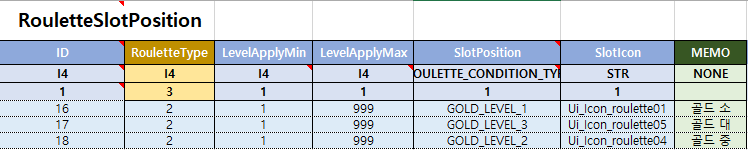 RouletteSlotPosition
ID RouletteType LevelApplyMin LevelApplyMax SlotPosition SlotIcon MEMO
I4 I4 I4 I4 OULETTE_CONDITION_TYP STR NONE
1 3 1 1 1 1
16 2 1 999 GOLD_LEVEL_1 Ui_Icon_roulette01 골드 소
17 2 1 999 GOLD_LEVEL_3 Ui_Icon_roulette05 골드 대
18 2 1 999 GOLD_LEVEL_2 Ui_Icon_roulette04 골드 중